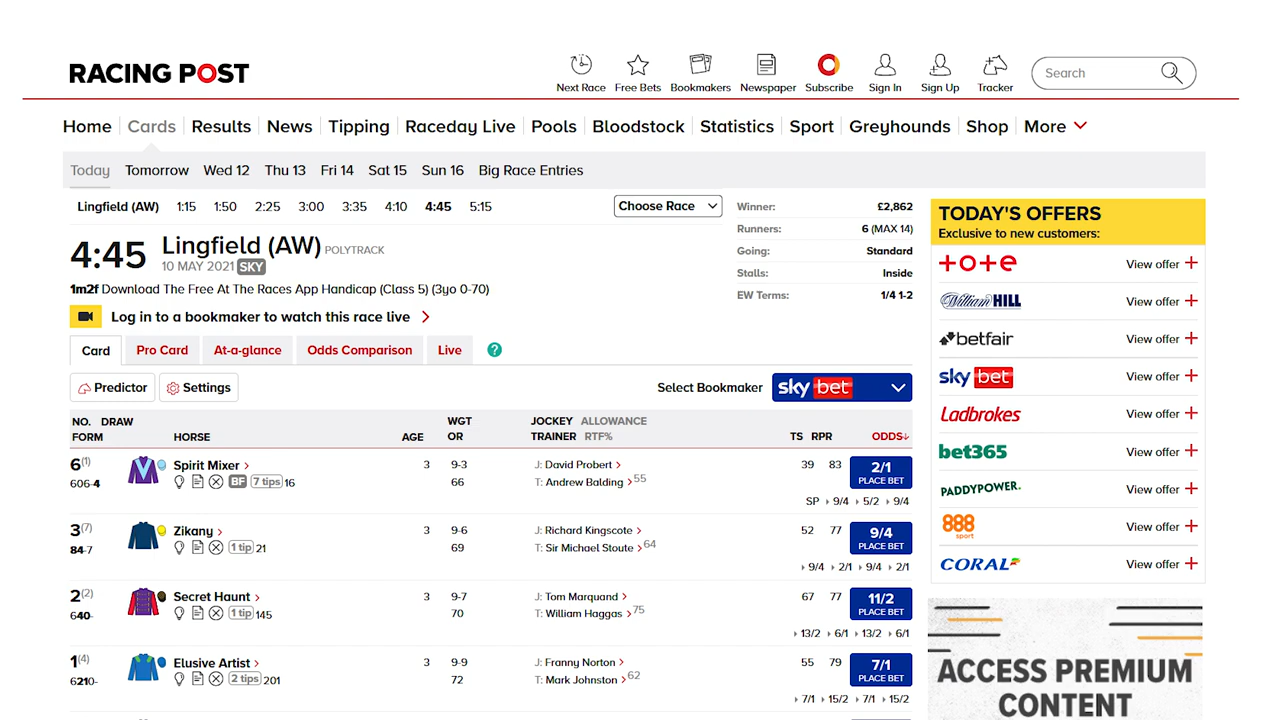 RACING POST
Next Race Free Bets Bookmakers Newspaper Subscribe Sign In Sign Up Tracker Search
Home Cards Results News Tipping Raceday Live Pools Bloodstock Statistics Sport Greyhounds Shop More
Today Tomorrow Wed 12 Thu 13 Fri 14 Sat 15 Sun 16 Big Race Entries
Lingfield (AW) 1:15 1:50 2:25 3:00 3:35 4:10 4:45 5:15 Choose Race
4:45 Lingfield (AW) POLYTRACK
10 MAY 2021 SKY
1m2f Download The Free At The Races App Handicap (Class 5) (3yo 0-70)
Log in to a bookmaker to watch this race live
Winner: £2,862
Runners: 6 (MAX 14)
Going: Standard
Stalls: Inside
EW Terms: 1/4 1-2
Card Pro Card At-a-glance Odds Comparison Live ?
Predictor Settings Select Bookmaker sky bet
NO. DRAW WGT JOCKEY ALLOWANCE
FORM HORSE AGE OR TRAINER RTF% TS RPR ODDS
6(1) Spirit Mixer 3 9-3 J: David Probert 39 83 2/1
606-4 BF 7 tips 16 66 T: Andrew Balding 55 PLACE BET
SP 9/4 5/2 9/4
3(7) Zikany 3 9-6 J: Richard Kingscote 52 77 9/4
84-7 1 tip 21 69 T: Sir Michael Stoute 64 PLACE BET
9/4 2/1 9/4 2/1
2(2) Secret Haunt 3 9-7 J: Tom Marquand 67 77 11/2
640- 1 tip 145 70 T: William Haggas 75 PLACE BET
13/2 6/1 13/2 6/1
1(4) Elusive Artist 3 9-9 J: Franny Norton 55 79 7/1
6210- 2 tips 201 72 T: Mark Johnston 62 PLACE BET
7/1 15/2 7/1 15/2
TODAY'S OFFERS
Exclusive to new customers:
tote View offer
William HILL View offer
betfair View offer
sky bet View offer
Ladbrokes View offer
bet365 View offer
PADDYPOWER. View offer
888 sport View offer
CORAL View offer
ACCESS PREMIUM
CONTENT